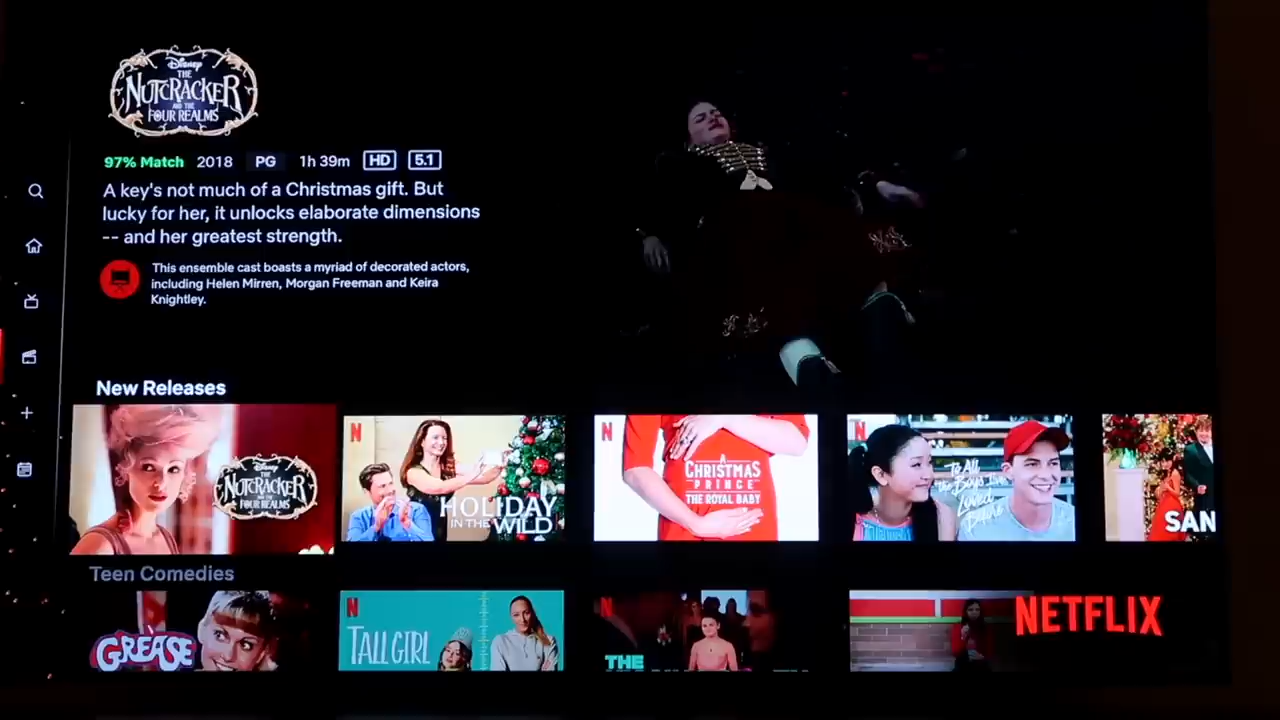 Disney
THE
NUTCRACKER
AND THE
FOUR REALMS
97% Match 2018 PG 1h 39m HD 5.1
A key's not much of a Christmas gift. But
lucky for her, it unlocks elaborate dimensions
-- and her greatest strength.
This ensemble cast boasts a myriad of decorated actors,
including Helen Mirren, Morgan Freeman and Keira
Knightley.
New Releases
Disney
THE
NUTCRACKER
AND THE
FOUR REALMS
N
HOLIDAY
IN THE WILD
N
A
CHRISTMAS
PRINCE
THE ROYAL BABY
N
To All
the Boys I've
Loved
Before
SAN
Teen Comedies
GREASE
N
TALL GIRL
N
THE
NETFLIX